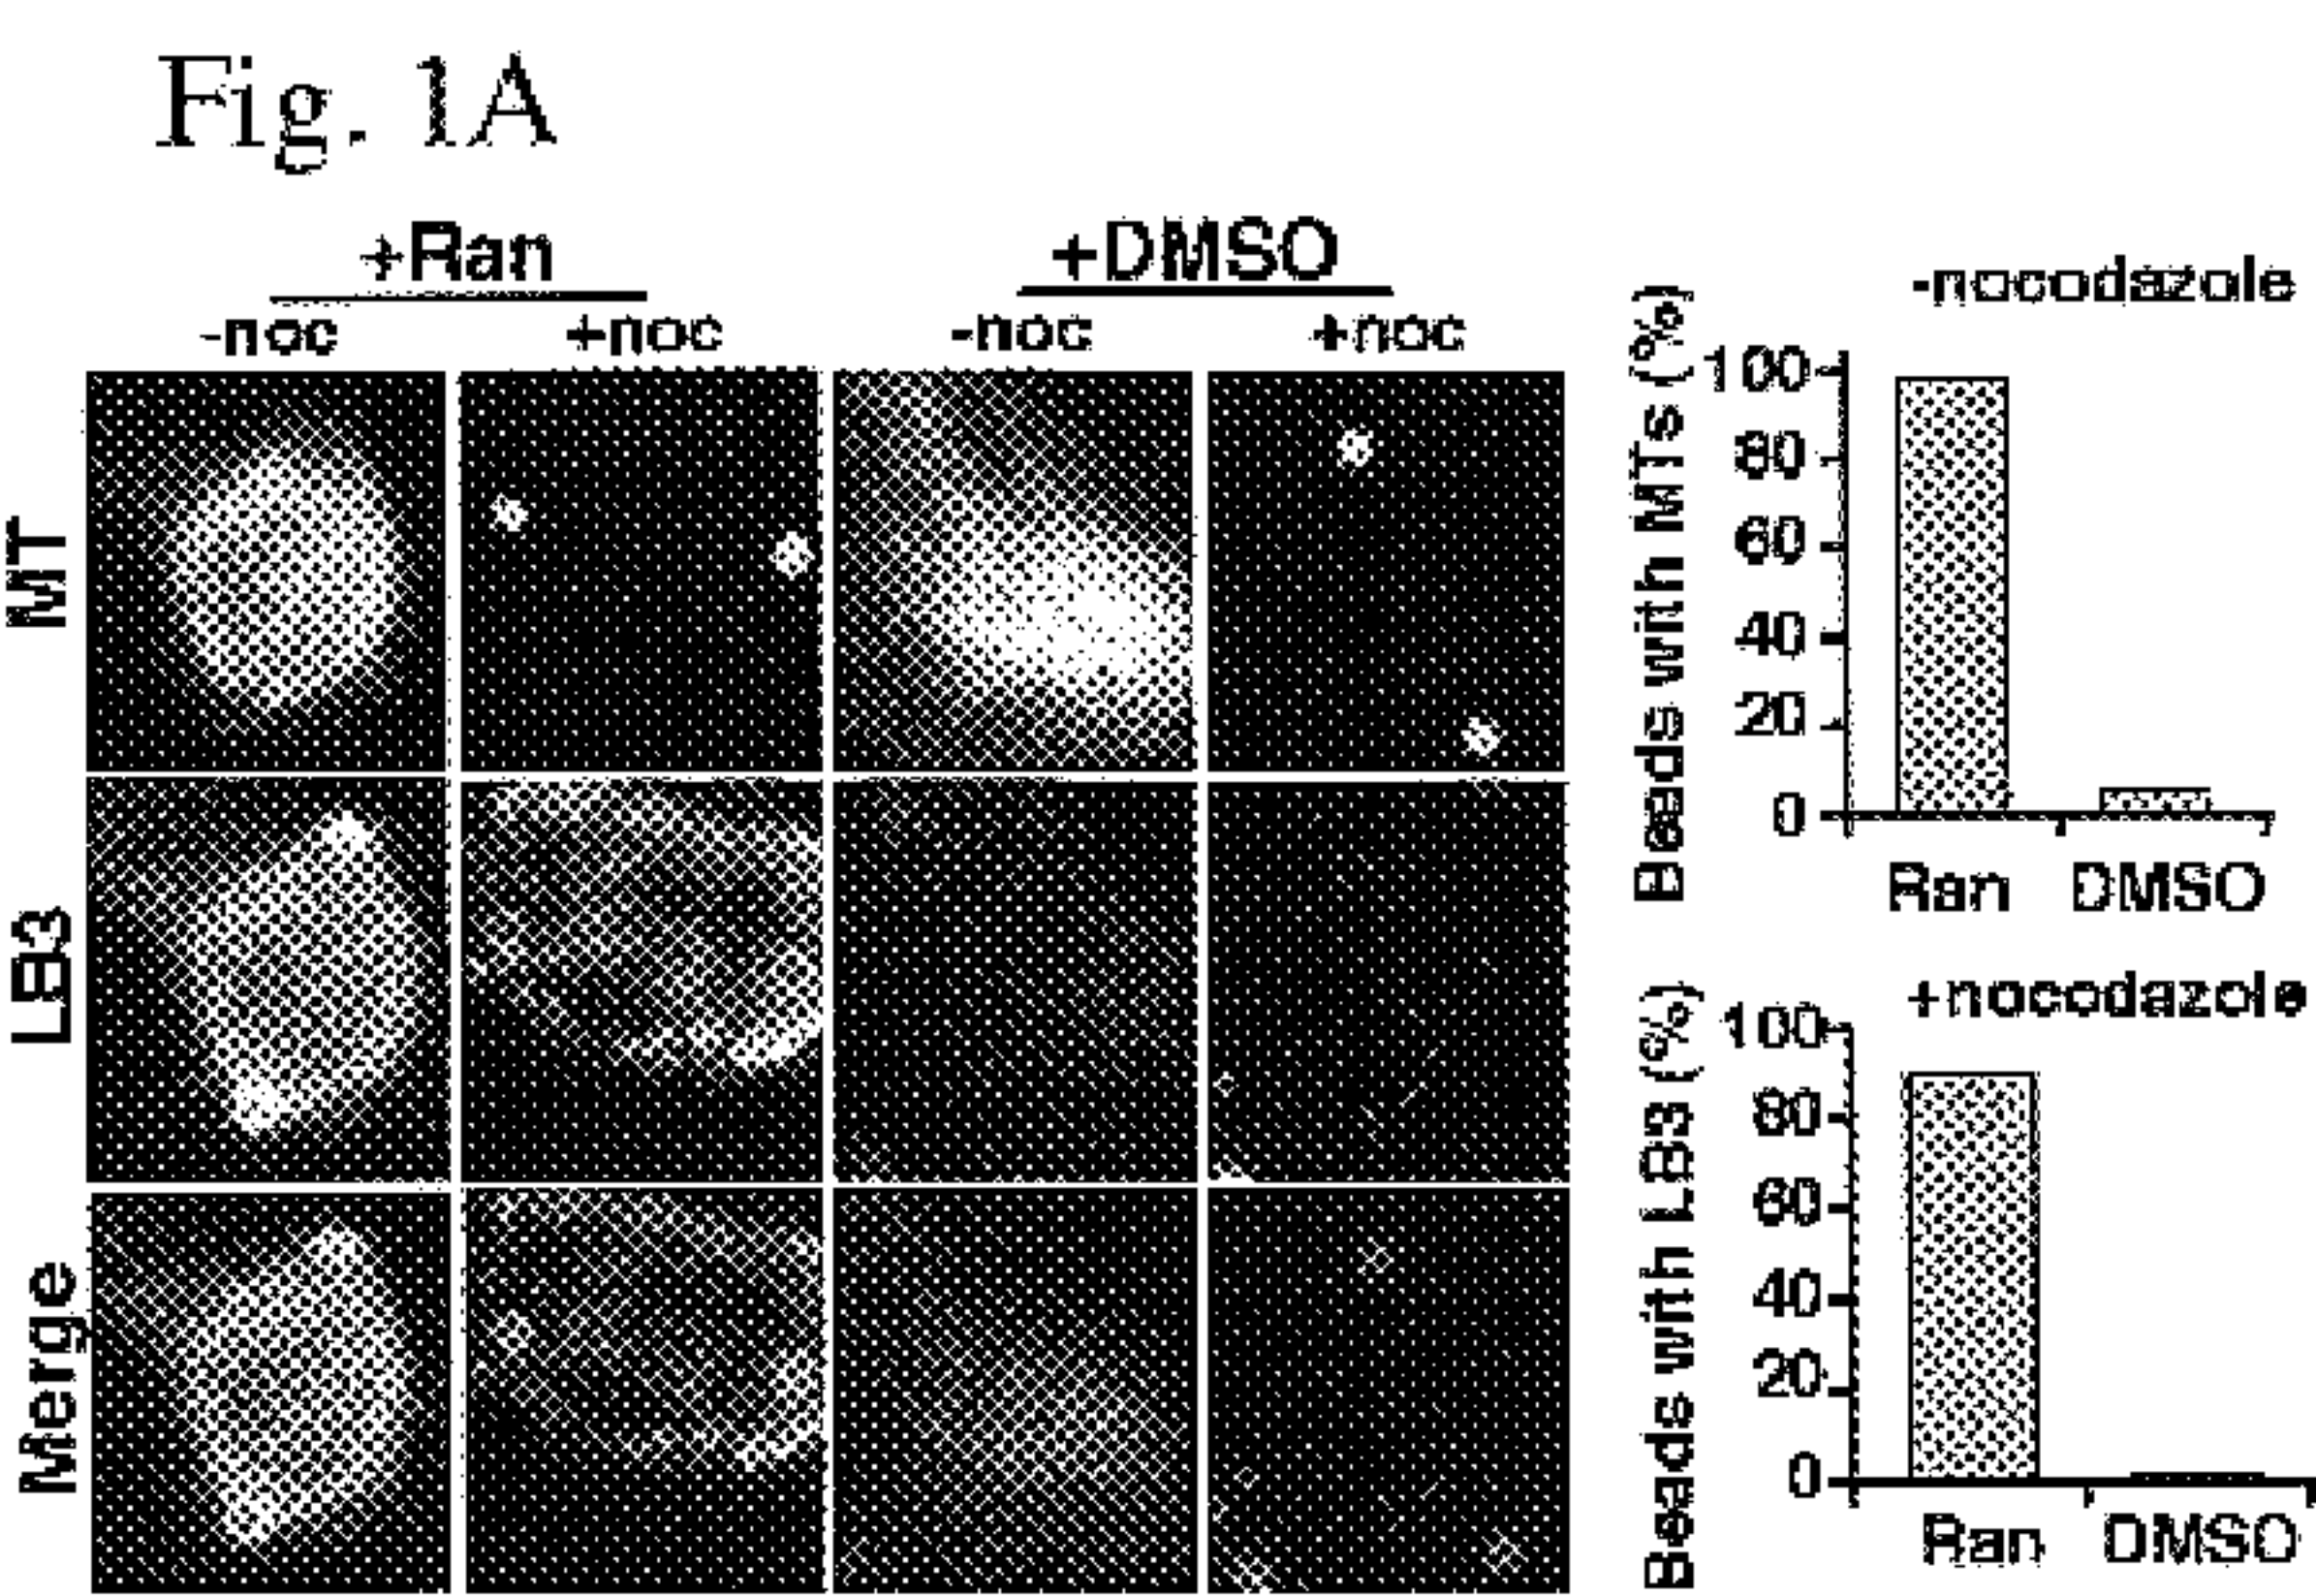 Fig. 1A
+Ran
+DMSO
-noc
+noc
-noc
+noc
MT
LB3
Merge
-nocodazole
Beads with MTs (%)
100
80
60
40
20
0
Ran
DMSO
+nocodazole
Beads with LB3 (%)
100
80
60
40
20
0
Ran
DMSO